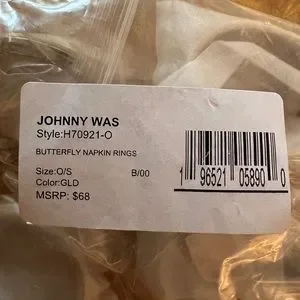 JOHNNY WAS
Style:H70921-O
BUTTERFLY NAPKIN RINGS
Size:O/S B/00
Color:GLD
MSRP: $68
1 96521 05890 0